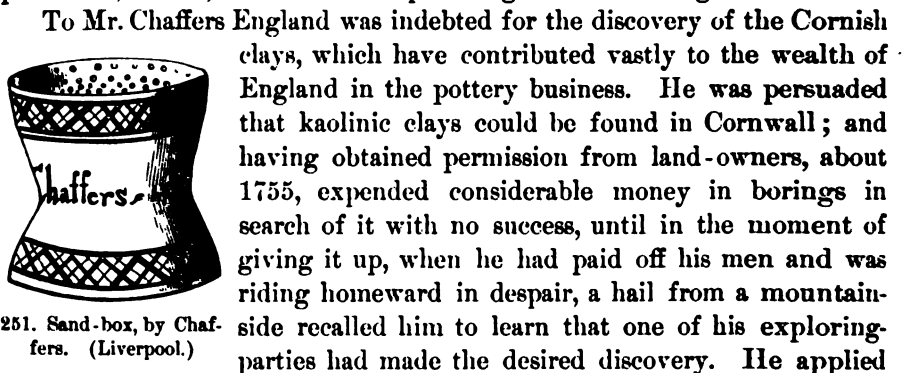 To Mr. Chaffers England was indebted for the discovery of the Cornish
clays, which have contributed vastly to the wealth of
England in the pottery business. He was persuaded
that kaolinic clays could be found in Cornwall; and
having obtained permission from land-owners, about
1755, expended considerable money in borings in
search of it with no success, until in the moment of
giving it up, when he had paid off his men and was
riding homeward in despair, a hail from a mountain-
side recalled him to learn that one of his exploring-
parties had made the desired discovery. He applied
Chaffers
251. Sand-box, by Chaf-
fers. (Liverpool.)